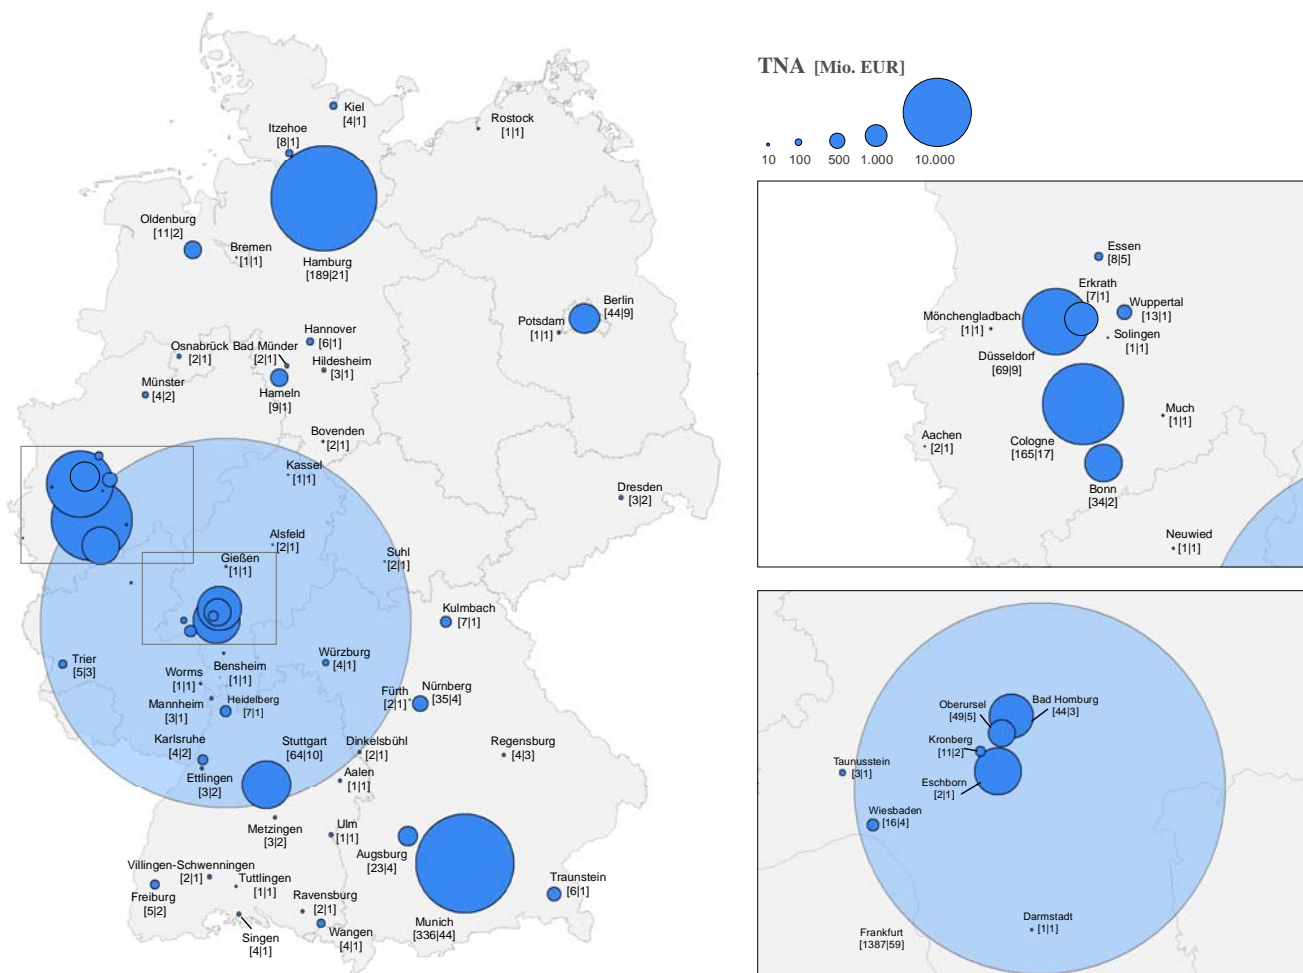 TNA [Mio. EUR]
10
100
500
1.000
10.000
Kiel
[4|1]
Rostock
[1|1]
Itzehoe
[8|1]
Oldenburg
[11|2]
Bremen
[1|1]
Hamburg
[189|21]
Berlin
[44|9]
Potsdam
[1|1]
Hannover
[6|1]
Osnabrück
[2|1]
Bad Münder
[2|1]
Hildesheim
[3|1]
Münster
[4|2]
Hameln
[9|1]
Bovenden
[2|1]
Kassel
[1|1]
Dresden
[3|2]
Alsfeld
[2|1]
Gießen
[1|1]
Suhl
[2|1]
Kulmbach
[7|1]
Trier
[5|3]
Worms
[1|1]
Bensheim
[1|1]
Würzburg
[4|1]
Mannheim
[3|1]
Heidelberg
[7|1]
Fürth
[2|1]
Nürnberg
[35|4]
Karlsruhe
[4|2]
Stuttgart
[64|10]
Dinkelsbühl
[2|1]
Regensburg
[4|3]
Ettlingen
[3|2]
Aalen
[1|1]
Metzingen
[3|2]
Ulm
[1|1]
Augsburg
[23|4]
Villingen-Schwenningen
[2|1]
Tuttlingen
[1|1]
Freiburg
[5|2]
Ravensburg
[2|1]
Traunstein
[6|1]
Munich
[336|44]
Singen
[4|1]
Wangen
[4|1]
Essen
[8|5]
Erkrath
[7|1]
Wuppertal
[13|1]
Mönchengladbach
[1|1]
Solingen
[1|1]
Düsseldorf
[69|9]
Much
[1|1]
Aachen
[2|1]
Cologne
[165|17]
Bonn
[34|2]
Neuwied
[1|1]
Oberursel
[49|5]
Bad Homburg
[44|3]
Kronberg
[11|2]
Taunusstein
[3|1]
Eschborn
[2|1]
Wiesbaden
[16|4]
Darmstadt
[1|1]
Frankfurt
[1387|59]